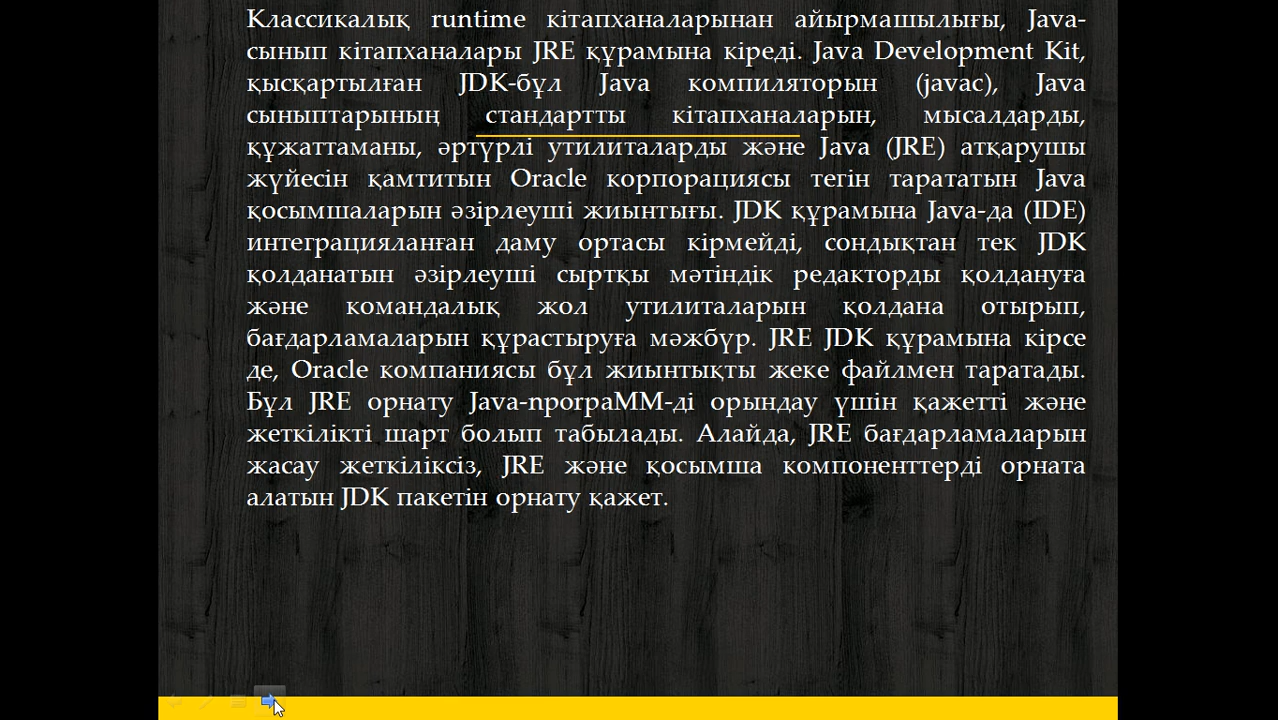 Классикалық runtime кітапханаларынан айырмашылығы, Java-
сынып кітапханалары JRE құрамына кіреді. Java Development Kit,
қысқартылған JDK-бұл Java компиляторын (javac), Java
сыныптарының стандартты кітапханаларын, мысалдарды,
құжаттаманы, әртүрлі утилиталарды және Java (JRE) атқарушы
жүйесін қамтитын Oracle корпорациясы тегін тарататын Java
қосымшаларын әзірлеуші жиынтығы. JDK құрамына Java-да (IDE)
интеграцияланған даму ортасы кірмейді, сондықтан тек JDK
қолданатын әзірлеуші сыртқы мәтіндік редакторды қолдануға
және командалық жол утилиталарын қолдана отырып,
бағдарламаларын құрастыруға мәжбүр. JRE JDK құрамына кірсе
де, Oracle компаниясы бұл жиынтықты жеке файлмен таратады.
Бұл JRE орнату Java-nporpaMM-ді орындау үшін қажетті және
жеткілікті шарт болып табылады. Алайда, JRE бағдарламаларын
жасау жеткіліксіз, JRE және қосымша компоненттерді орната
алатын JDK пакетін орнату қажет.